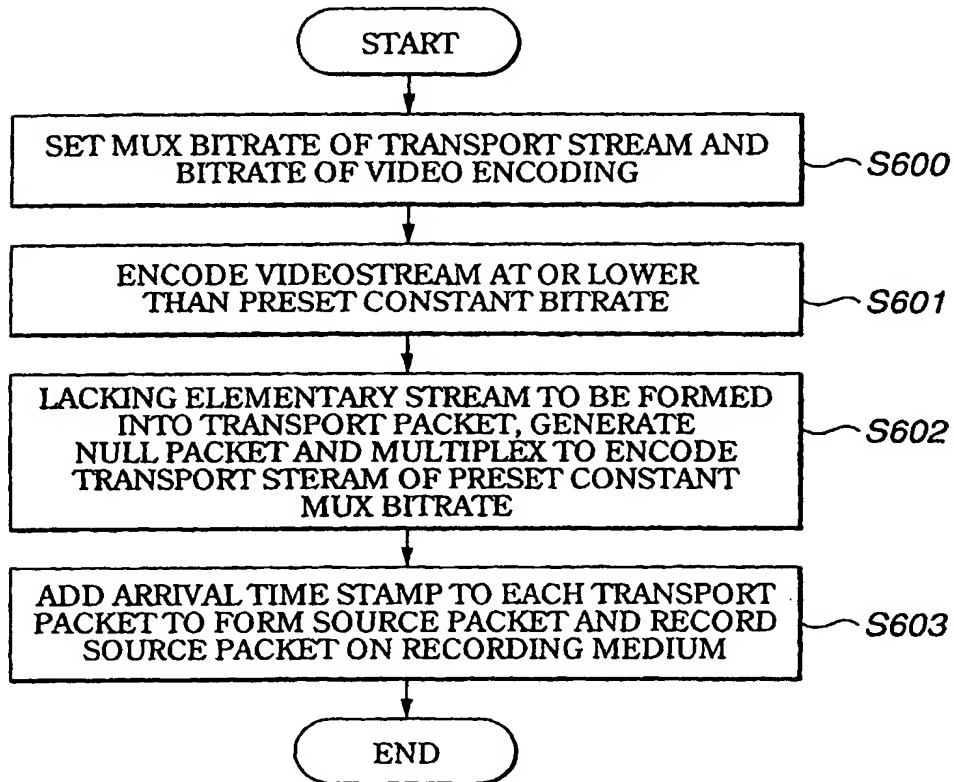 START
SET MUX BITRATE OF TRANSPORT STREAM AND
BITRATE OF VIDEO ENCODING
S600
ENCODE VIDEOSTREAM AT OR LOWER
THAN PRESET CONSTANT BITRATE
S601
LACKING ELEMENTARY STREAM TO BE FORMED
INTO TRANSPORT PACKET, GENERATE
NULL PACKET AND MULTIPLEX TO ENCODE
TRANSPORT STERAM OF PRESET CONSTANT
MUX BITRATE
S602
ADD ARRIVAL TIME STAMP TO EACH TRANSPORT
PACKET TO FORM SOURCE PACKET AND RECORD
SOURCE PACKET ON RECORDING MEDIUM
S603
END